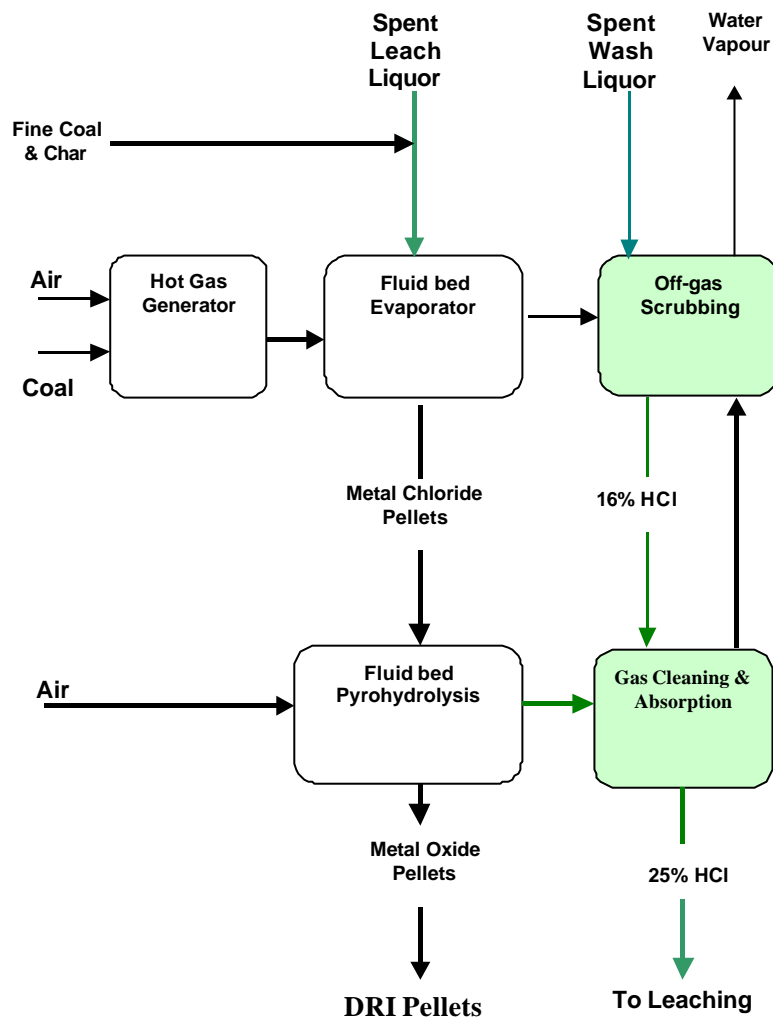 Spent
Leach
Liquor
Spent
Wash
Liquor
Water
Vapour
Fine Coal
& Char
Air
Coal
Hot Gas
Generator
Fluid bed
Evaporator
Off-gas
Scrubbing
Metal Chloride
Pellets
16% HCl
Air
Fluid bed
Pyrohydrolysis
Gas Cleaning &
Absorption
Metal Oxide
Pellets
25% HCl
DRI Pellets
To Leaching